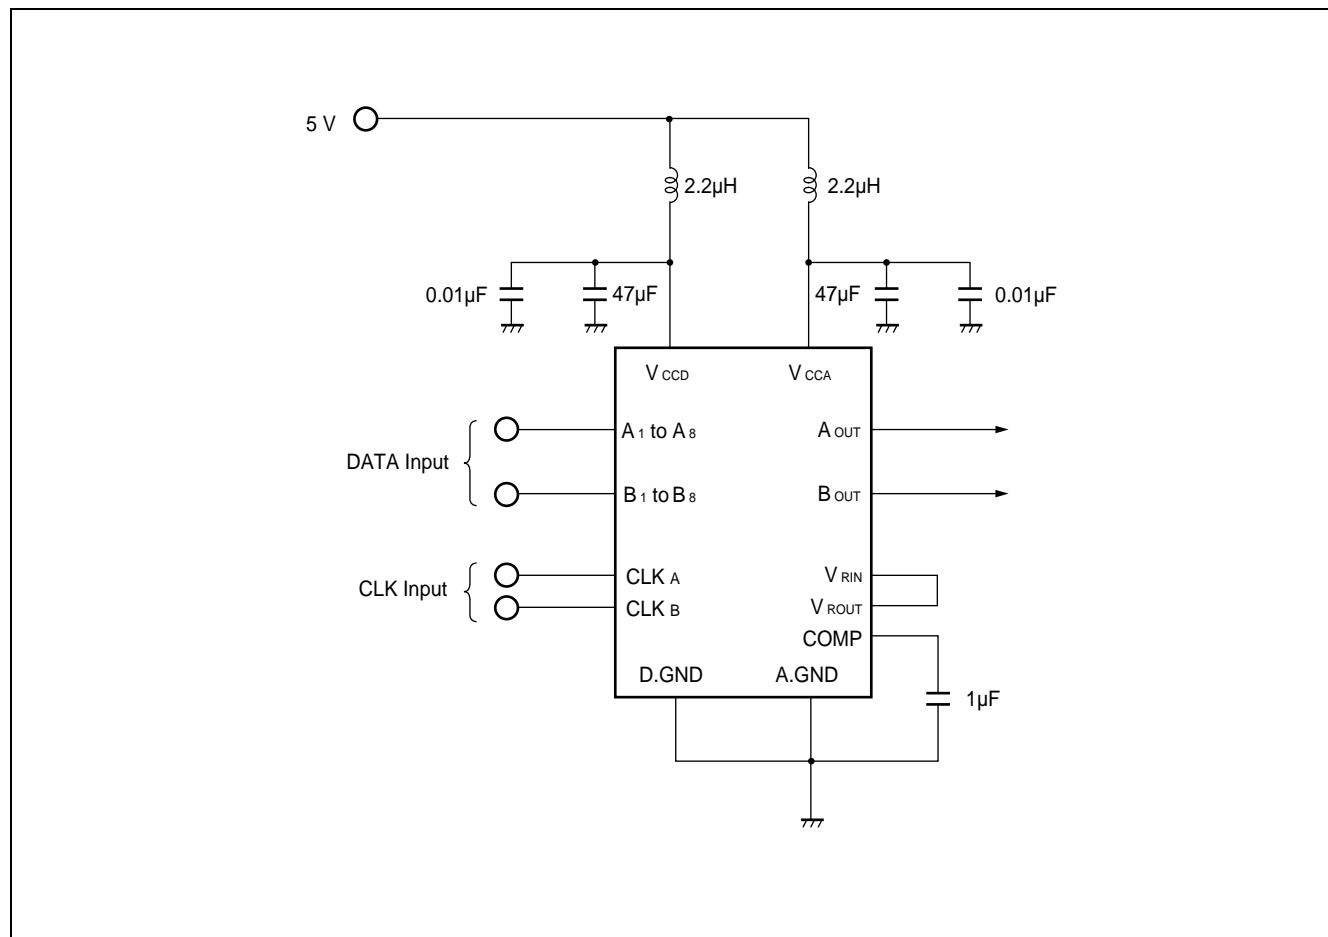 5 V
2.2µH
2.2µH
0.01µF
47µF
47µF
0.01µF
V CCD
V CCA
DATA Input
A 1 to A 8
A OUT
B 1 to B 8
B OUT
CLK Input
CLK A
V RIN
CLK B
V ROUT
COMP
D.GND
A.GND
1µF